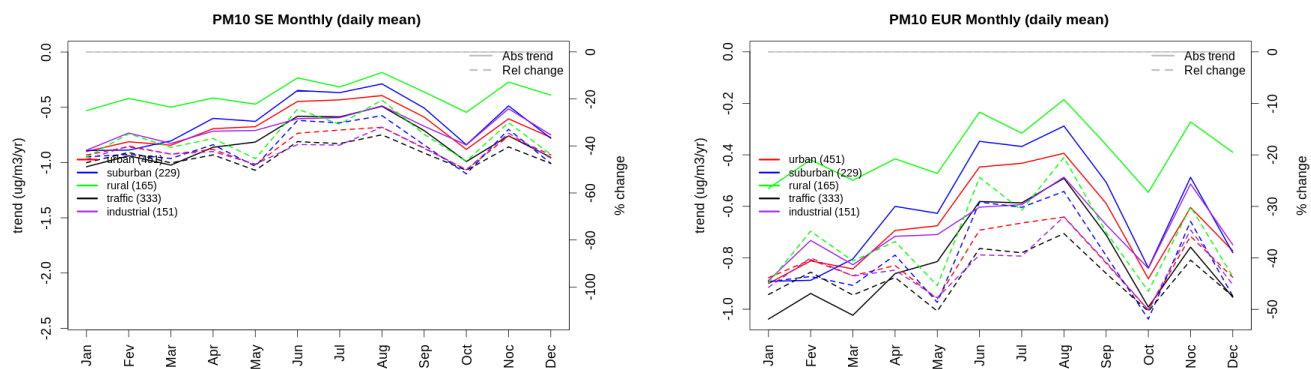 PM10 SE Monthly (daily mean)
0.0
-0.5
-1.0
-1.5
-2.0
-2.5
trend (ug/m3/yr)
Abs trend
Rel change
urban (451)
suburban (229)
rural (165)
traffic (333)
industrial (151)
0
-20
-40
-60
-80
-100
% change
Jan
Fev
Mar
Apr
May
Jun
Jul
Aug
Sep
Oct
Noc
Dec
PM10 EUR Monthly (daily mean)
0.0
-0.2
-0.4
-0.6
-0.8
-1.0
trend (ug/m3/yr)
Abs trend
Rel change
urban (451)
suburban (229)
rural (165)
traffic (333)
industrial (151)
0
-10
-20
-30
-40
-50
% change
Jan
Fev
Mar
Apr
May
Jun
Jul
Aug
Sep
Oct
Noc
Dec